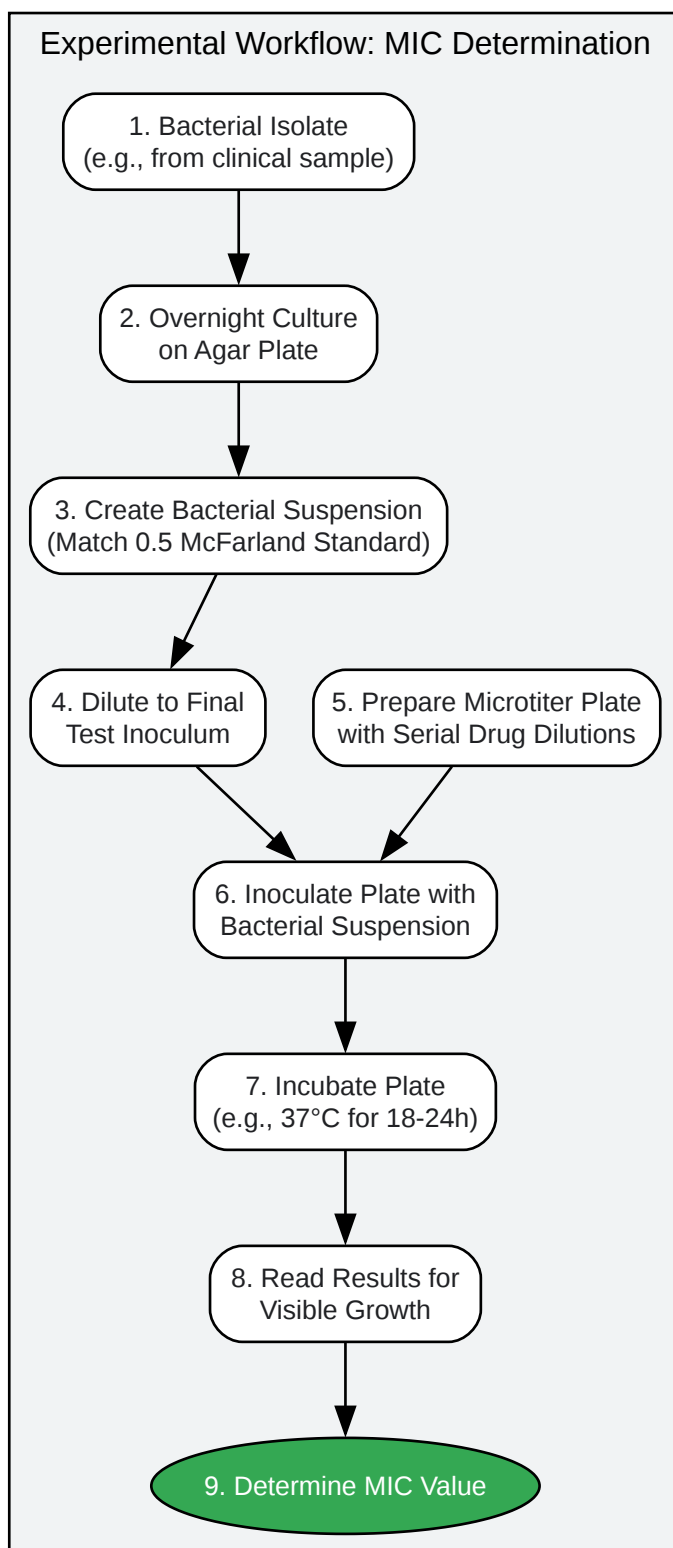 Experimental Workflow: MIC Determination
1. Bacterial Isolate
(e.g., from clinical sample)
2. Overnight Culture
on Agar Plate
3. Create Bacterial Suspension
(Match 0.5 McFarland Standard)
4. Dilute to Final
Test Inoculum
5. Prepare Microtiter Plate
with Serial Drug Dilutions
6. Inoculate Plate with
Bacterial Suspension
7. Incubate Plate
(e.g., 37°C for 18-24h)
8. Read Results for
Visible Growth
9. Determine MIC Value